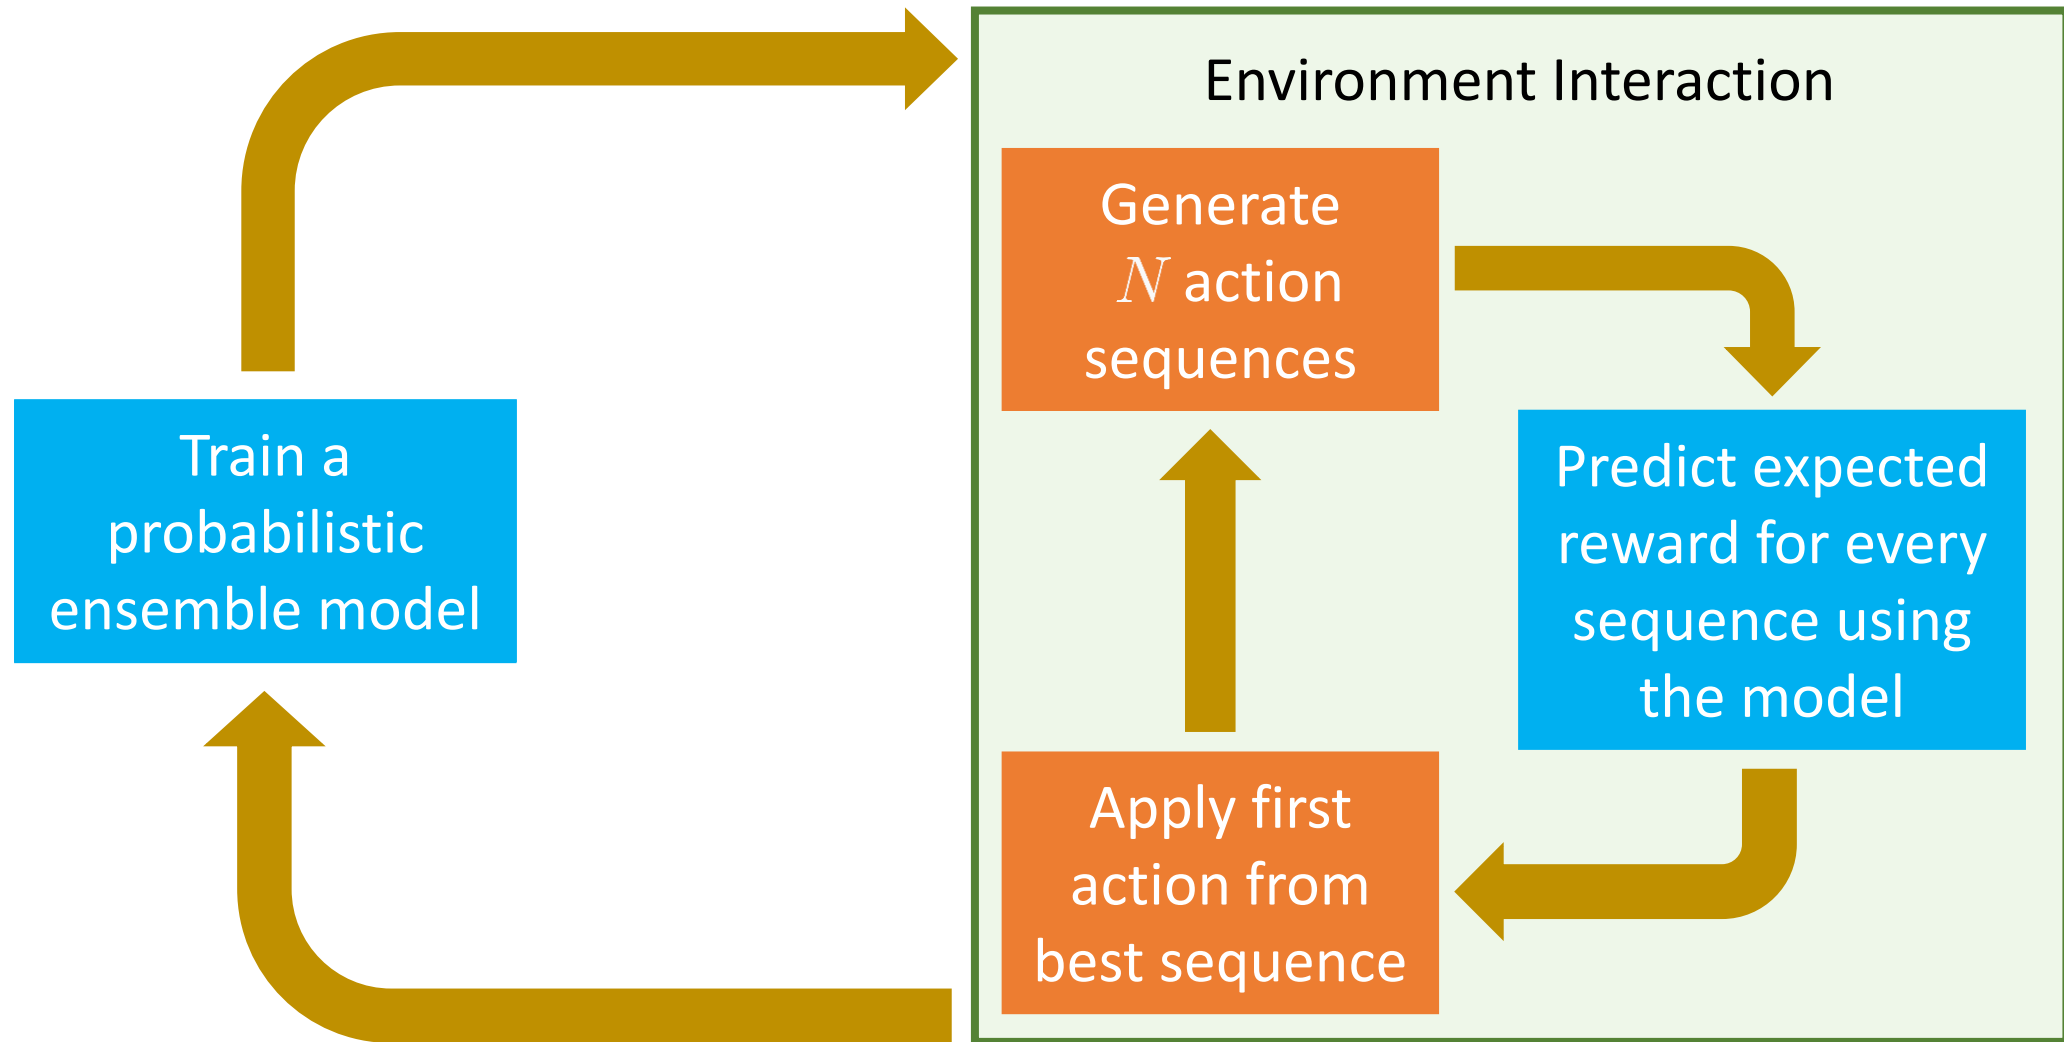 Environment Interaction
Generate
N action
sequences
Train a
probabilistic
ensemble model
Predict expected
reward for every
sequence using
the model
Apply first
action from
best sequence